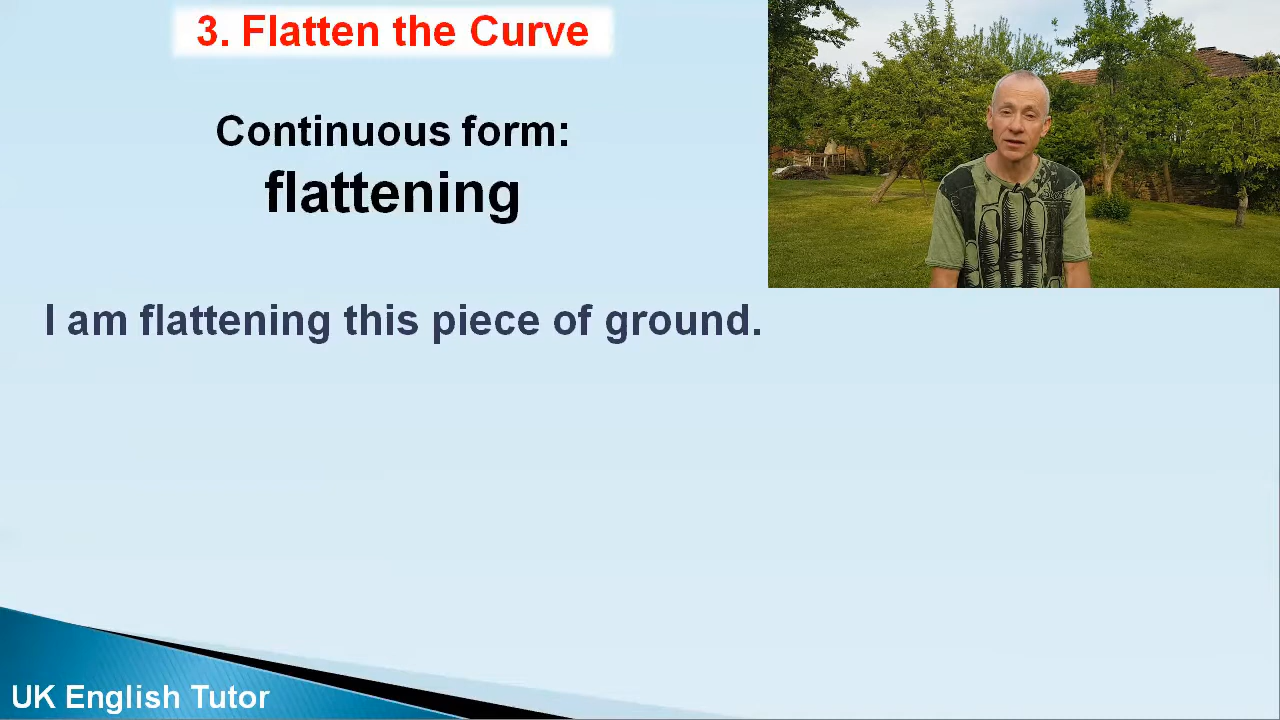 3. Flatten the Curve
Continuous form:
flattening
I am flattening this piece of ground.
UK English Tutor